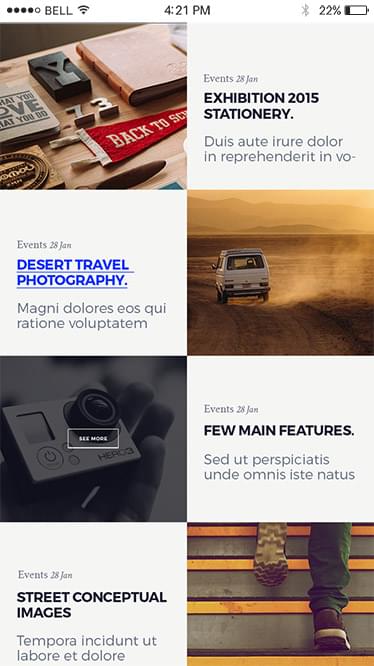 BELL 4:21 PM 22%
Y
WHAT YOU
LOVE
WHAT YOU DO
1 7 3
BACK TO SC
Events 28 Jan
EXHIBITION 2015
STATIONERY.
Duis aute irure dolor
in reprehenderit in vo-
Events 28 Jan
DESERT TRAVEL
PHOTOGRAPHY.
Magni dolores eos qui
ratione voluptatem
SEE MORE
HERO3
Events 28 Jan
FEW MAIN FEATURES.
Sed ut perspiciatis
unde omnis iste natus
Events 28 Jan
STREET CONCEPTUAL
IMAGES
Tempora incidunt ut
labore et dolore